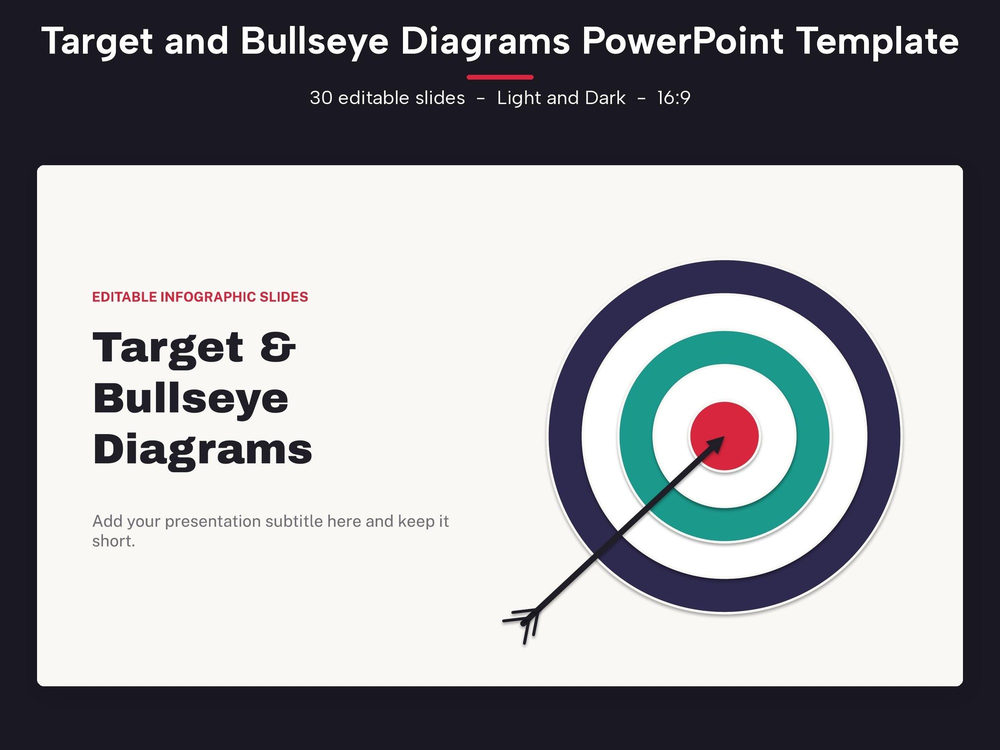 Target and Bullseye Diagrams PowerPoint Template
30 editable slides - Light and Dark - 16:9
EDITABLE INFOGRAPHIC SLIDES
Target &
Bullseye
Diagrams
Add your presentation subtitle here and keep it
short.